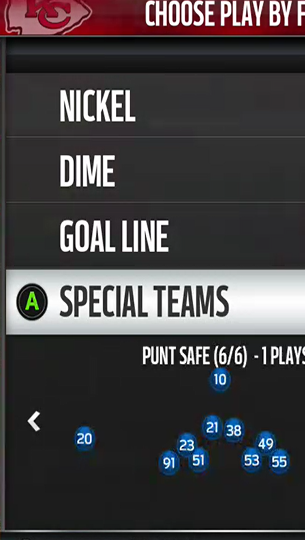 KC
CHOOSE PLAY BY F
NICKEL
DIME
GOAL LINE
A SPECIAL TEAMS
PUNT SAFE (6/6) - 1 PLAYS
10
21 38
20 23 49
91 51 53 55